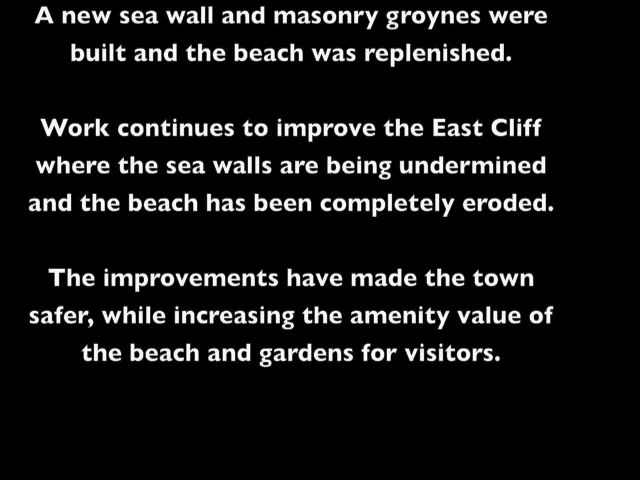 A new sea wall and masonry groynes were
built and the beach was replenished.
Work continues to improve the East Cliff
where the sea walls are being undermined
and the beach has been completely eroded.
The improvements have made the town
safer, while increasing the amenity value of
the beach and gardens for visitors.